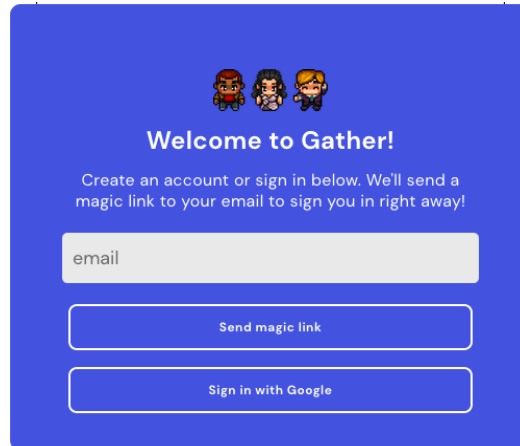 Welcome to Gather!
Create an account or sign in below. We'll send a
magic link to your email to sign you in right away!
email
Send magic link
Sign in with Google